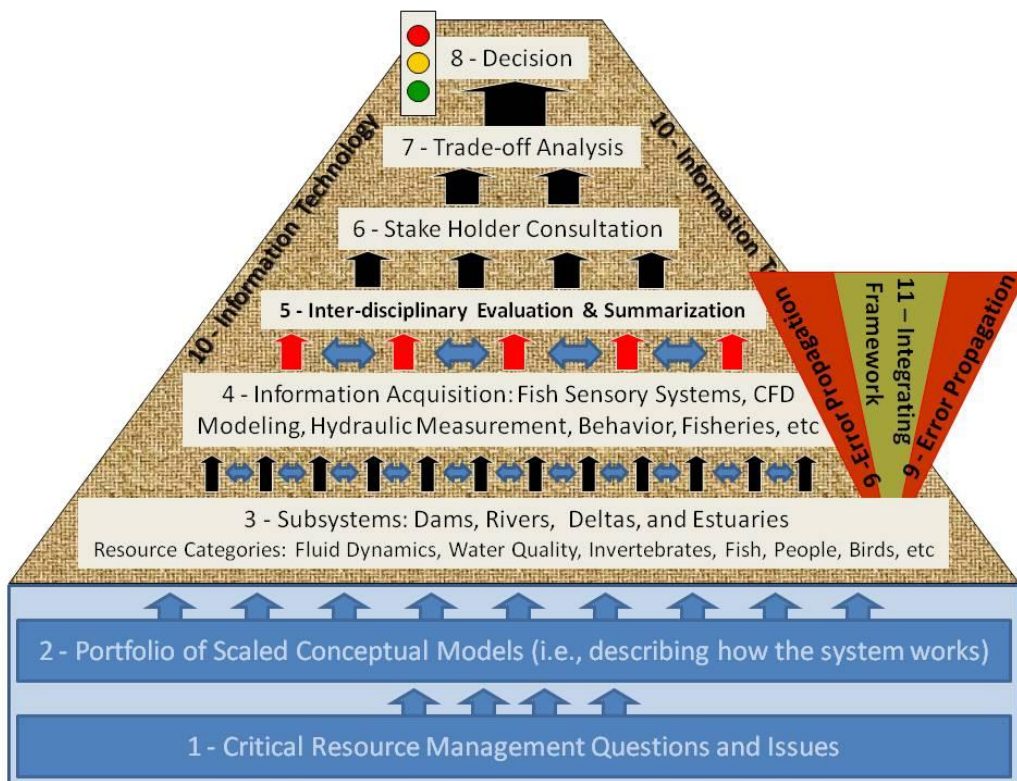 8 - Decision
7 - Trade-off Analysis
6 - Stake Holder Consultation
5 - Inter-disciplinary Evaluation & Summarization
4 - Information Acquisition: Fish Sensory Systems, CFD
Modeling, Hydraulic Measurement, Behavior, Fisheries, etc
3 - Subsystems: Dams, Rivers, Deltas, and Estuaries
Resource Categories: Fluid Dynamics, Water Quality, Invertebrates, Fish, People, Birds, etc
2 - Portfolio of Scaled Conceptual Models (i.e., describing how the system works)
1 - Critical Resource Management Questions and Issues
10 - Information Technology
10 - Information
9 - Error Propagation
11 – Integrating
Framework
9 - Error Propagation